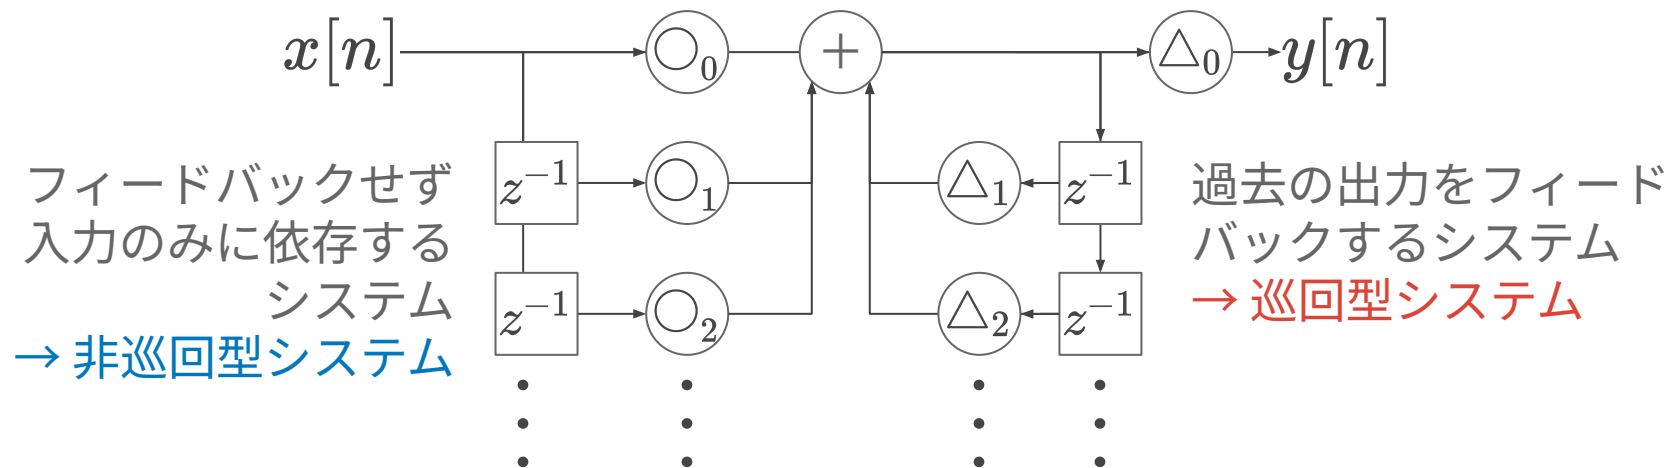 x[n]
○₀
+
△₀
y[n]
フィードバックせず
入力のみに依存する
システム
→ 非巡回型システム
z⁻¹
○₁
△₁
z⁻¹
z⁻¹
○₂
△₂
z⁻¹
過去の出力をフィード
バックするシステム
→ 巡回型システム